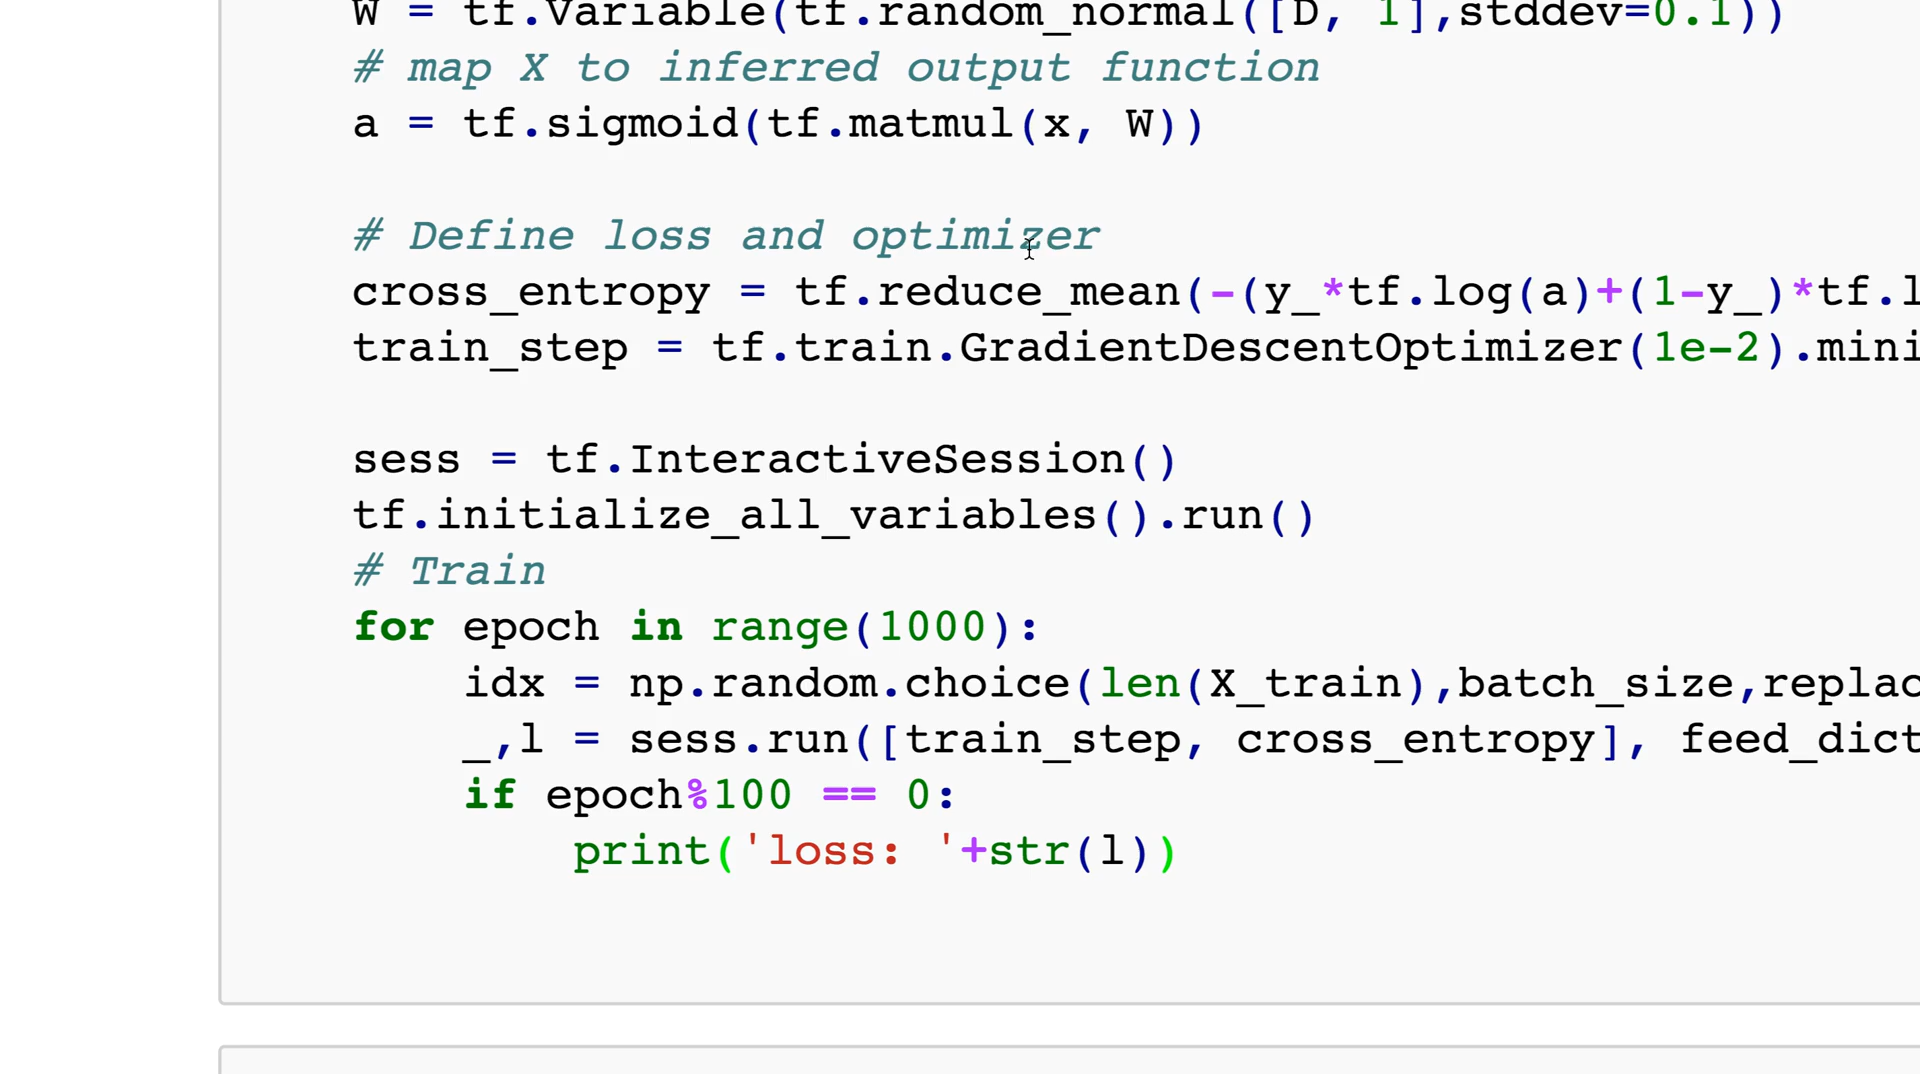 W = tf.Variable(tf.random_normal([D, 1],stddev=0.1))
# map X to inferred output function
a = tf.sigmoid(tf.matmul(x, W))
# Define loss and optimizer
cross_entropy = tf.reduce_mean(-(y_*tf.log(a)+(1-y_)*tf.l
train_step = tf.train.GradientDescentOptimizer(1e-2).mini
sess = tf.InteractiveSession()
tf.initialize_all_variables().run()
# Train
for epoch in range(1000):
idx = np.random.choice(len(X_train),batch_size,replac
_,l = sess.run([train_step, cross_entropy], feed_dict
if epoch%100 == 0:
print('loss: '+str(l))